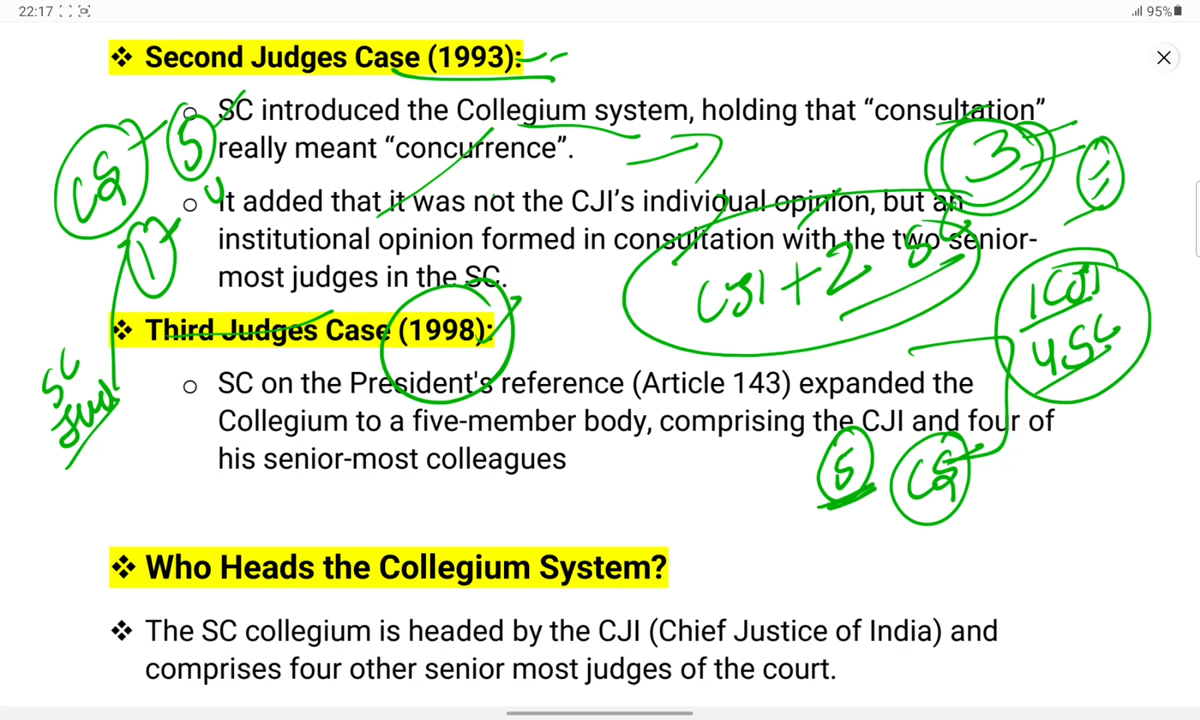 22:17
95%
❖ Second Judges Case (1993):
○ SC introduced the Collegium system, holding that “consultation”
really meant “concurrence”.
5
3
○ It added that it was not the CJI’s individual opinion, but an
institutional opinion formed in consultation with the two senior-
most judges in the SC.
CJI + 2 SC
1 CJI
4 SC
❖ Third Judges Case (1998):
SC
○ SC on the President's reference (Article 143) expanded the
Collegium to a five-member body, comprising the CJI and four of
his senior-most colleagues
5
❖ Who Heads the Collegium System?
❖ The SC collegium is headed by the CJI (Chief Justice of India) and
comprises four other senior most judges of the court.